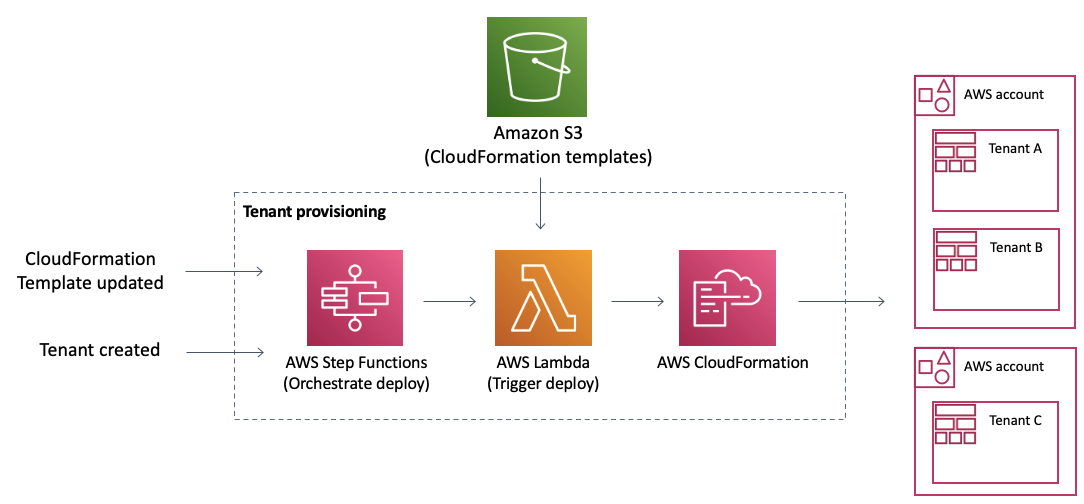 Amazon S3
(CloudFormation templates)
Tenant provisioning
CloudFormation
Template updated
Tenant created
AWS Step Functions
(Orchestrate deploy)
AWS Lambda
(Trigger deploy)
AWS CloudFormation
AWS account
Tenant A
Tenant B
AWS account
Tenant C